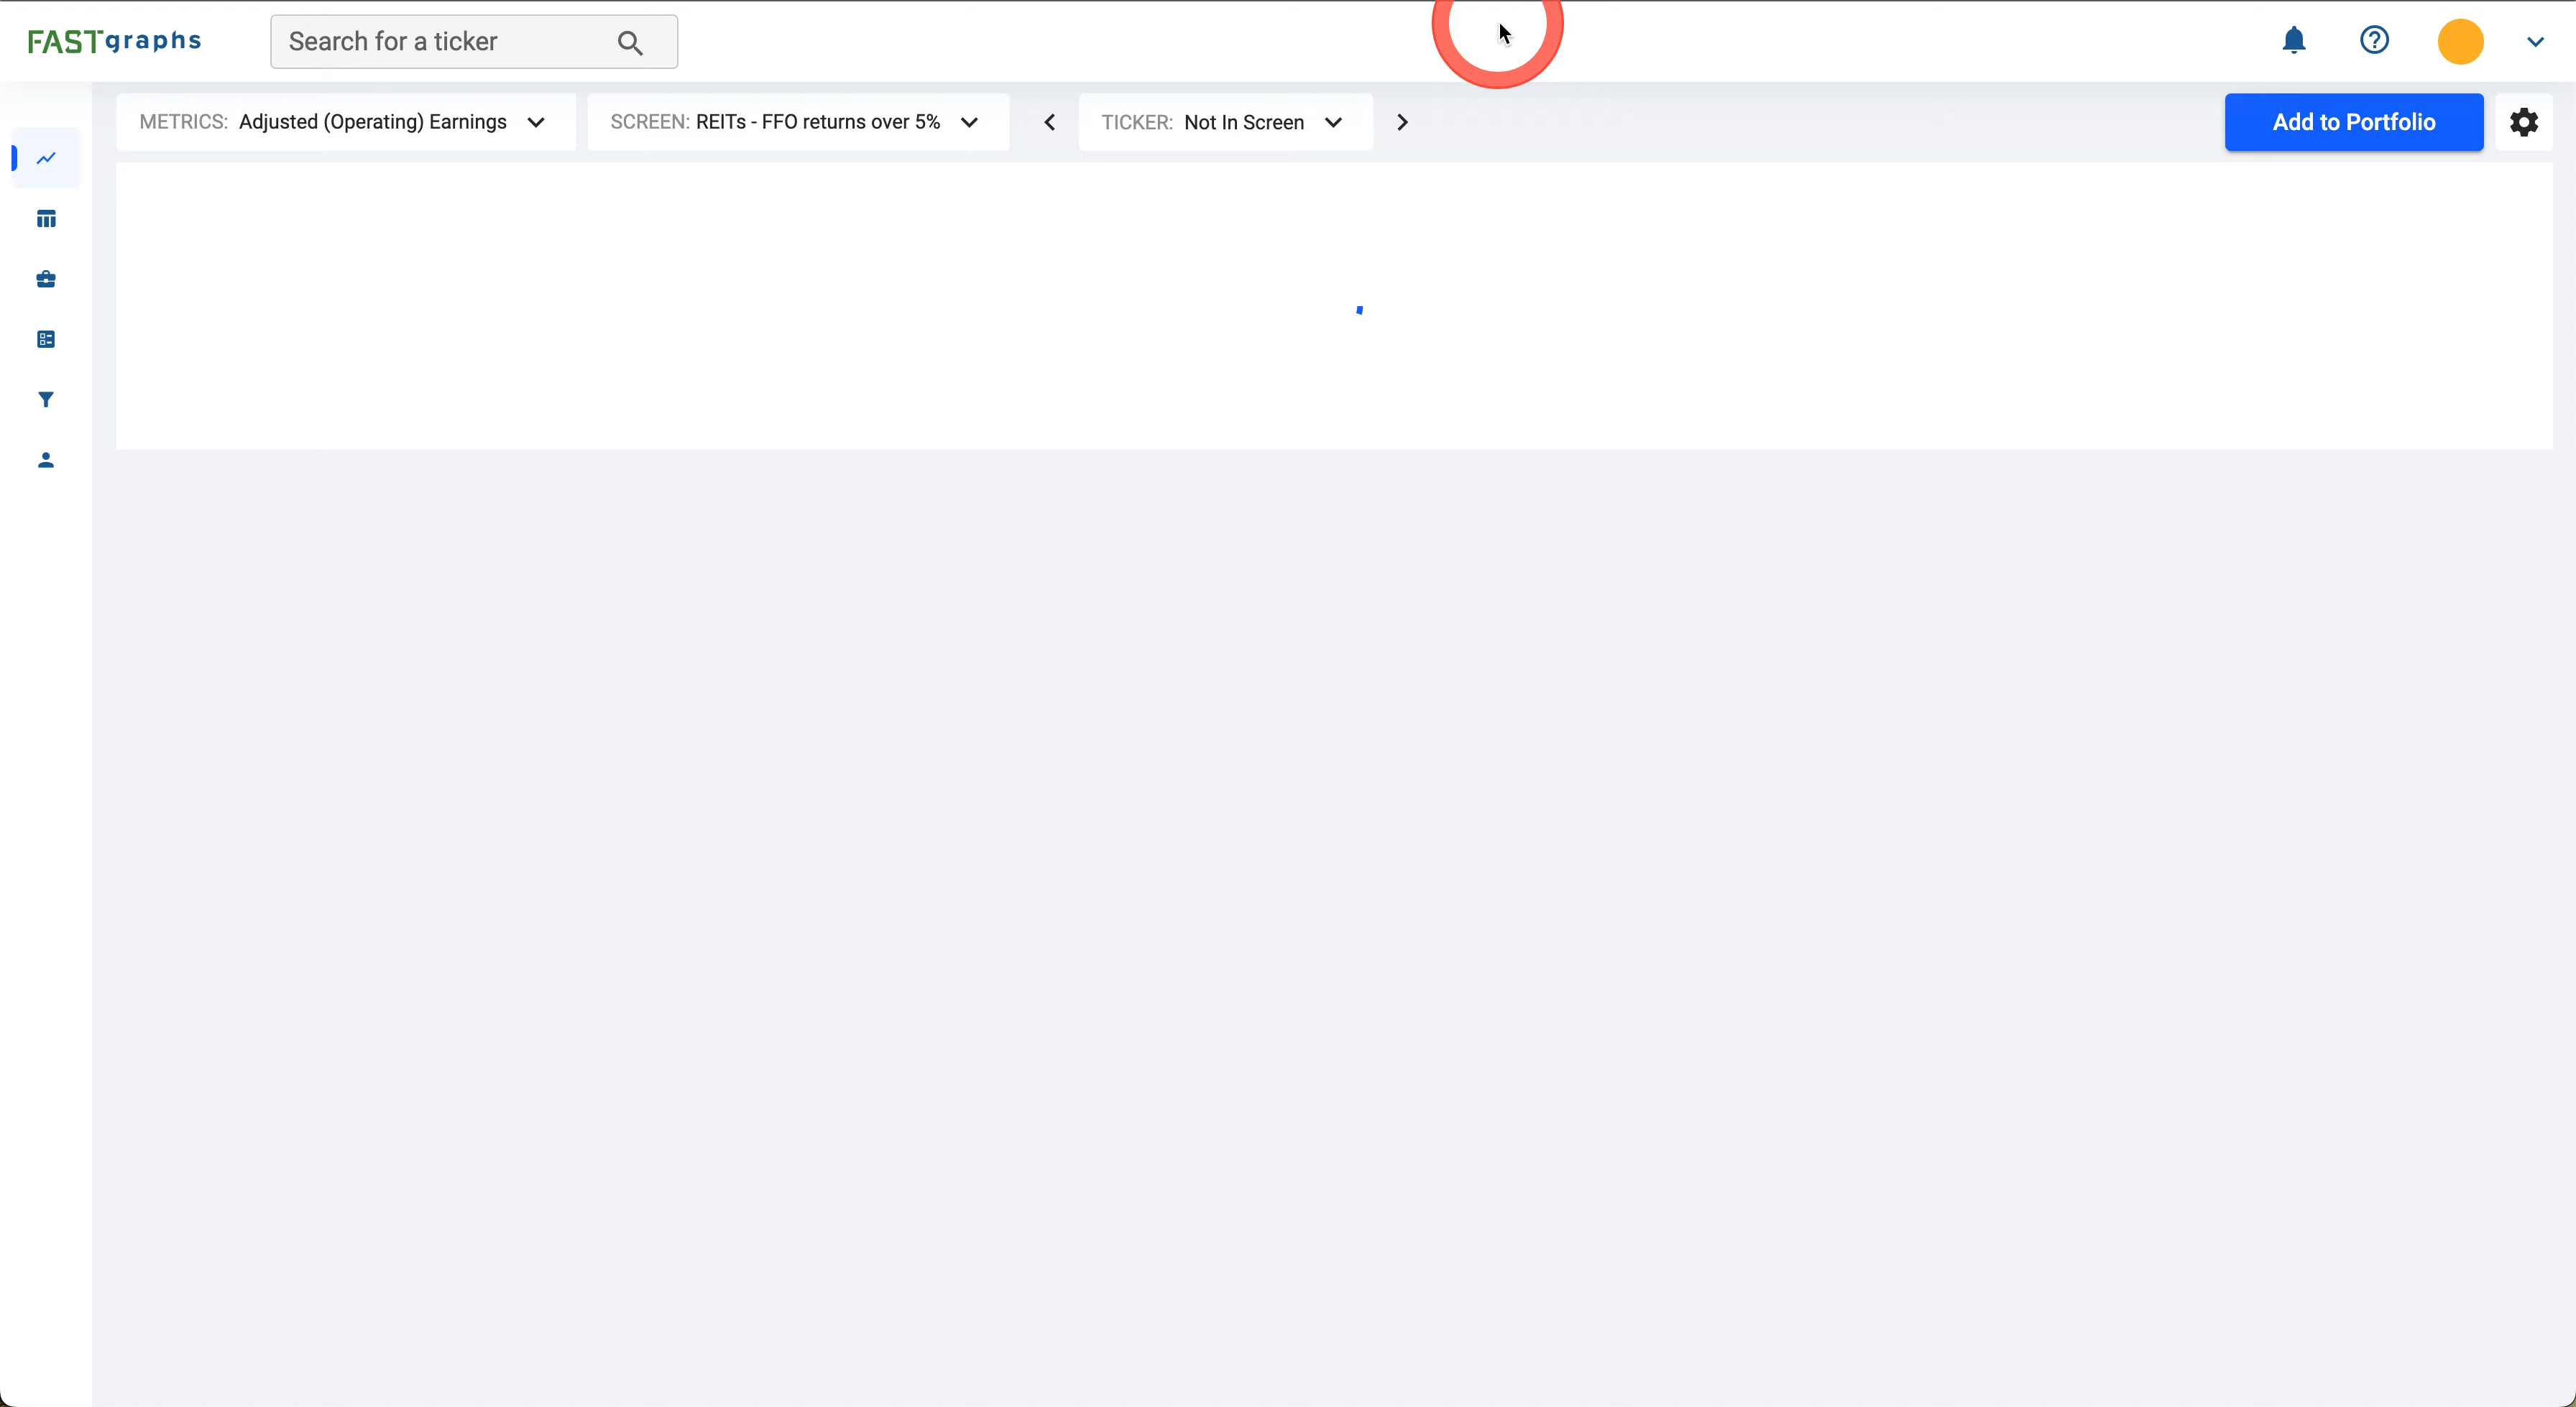 FASTgraphs
Search for a ticker
METRICS: Adjusted (Operating) Earnings
SCREEN: REITs - FFO returns over 5%
TICKER: Not In Screen
Add to Portfolio